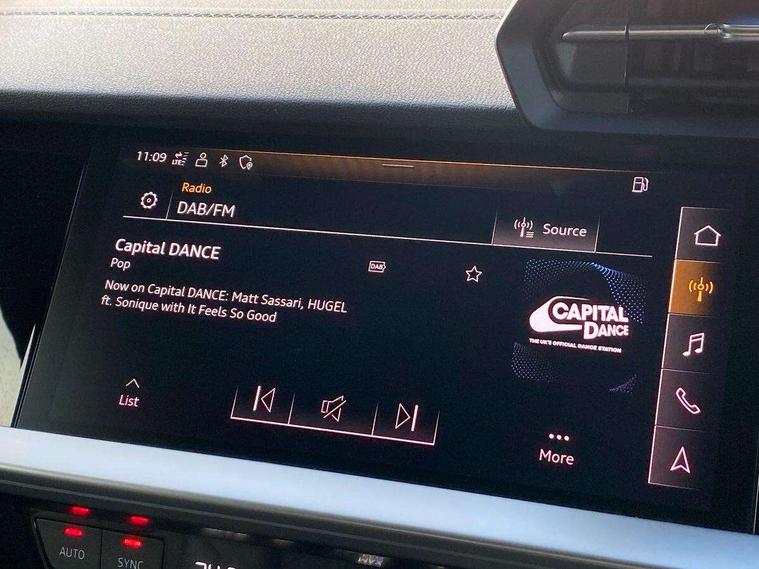 11:09
LTE
Radio
DAB/FM
Source
Capital DANCE
Pop
DAB
Now on Capital DANCE: Matt Sassari, HUGEL
ft. Sonique with It Feels So Good
CAPITAL
DANCE
THE UK'S OFFICIAL DANCE STATION
List
More
AUTO
SYNC